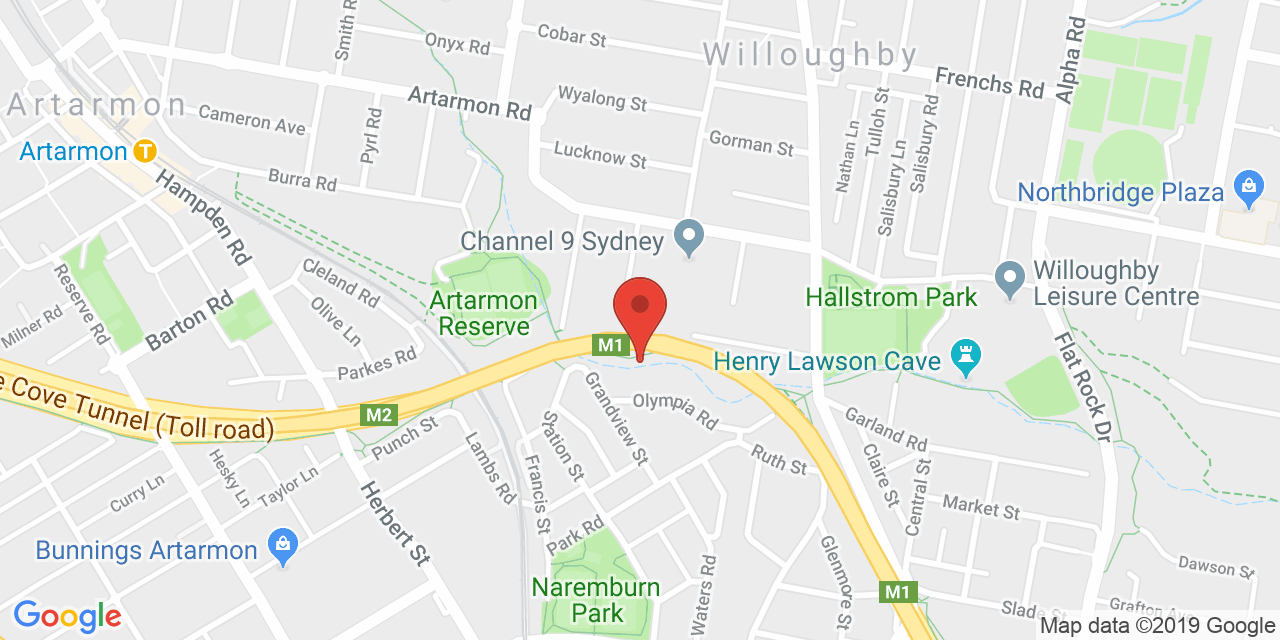 Smith R
Onyx Rd
Cobar St
Willoughby
Frenchs Rd
Alpha Rd
Artarmon
Artarmon Rd
Wyalong St
Cameron Ave
Pyrl Rd
Gorman St
Nathan Ln
Tulloh St
Salisbury Ln
Salisbury Rd
Artarmon
T
Lucknow St
Burra Rd
Hampden Rd
Northbridge Plaza
Channel 9 Sydney
Reserve Rd
Cleland Rd
Willoughby
Leisure Centre
Milner Rd
Barton Rd
Olive Ln
Artarmon
Reserve
Hallstrom Park
M1
Parkes Rd
Henry Lawson Cave
Flat Rock Dr
e Cove Tunnel (Toll road)
M2
Grandview St
Olympia Rd
Garland Rd
Punch St
Station St
Lambs Rd
Hesky Ln
Taylor Ln
Curry Ln
Francis St
Ruth St
Claire St
Central St
Market St
Herbert St
Park Rd
Bunnings Artarmon
Glenmore St
Waters Rd
Dawson St
Naremburn
Park
M1
Slade St
Grafton Ave
Google
Map data ©2019 Google